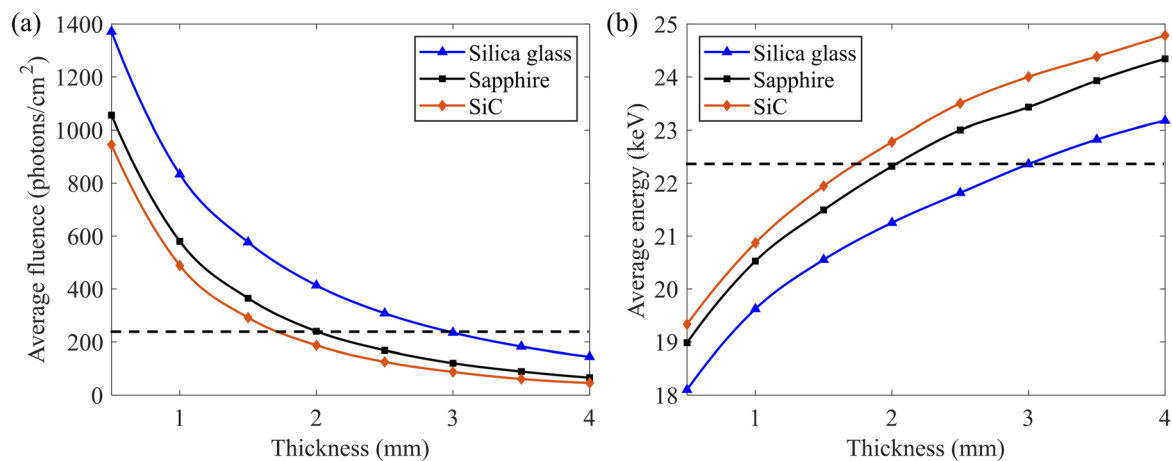 (a)
1400
1200
1000
800
600
400
200
0
1
2
3
4
Average fluence (photons/cm²)
Thickness (mm)
Silica glass
Sapphire
SiC
(b)
25
24
23
22
21
20
19
18
1
2
3
4
Average energy (keV)
Thickness (mm)
Silica glass
Sapphire
SiC